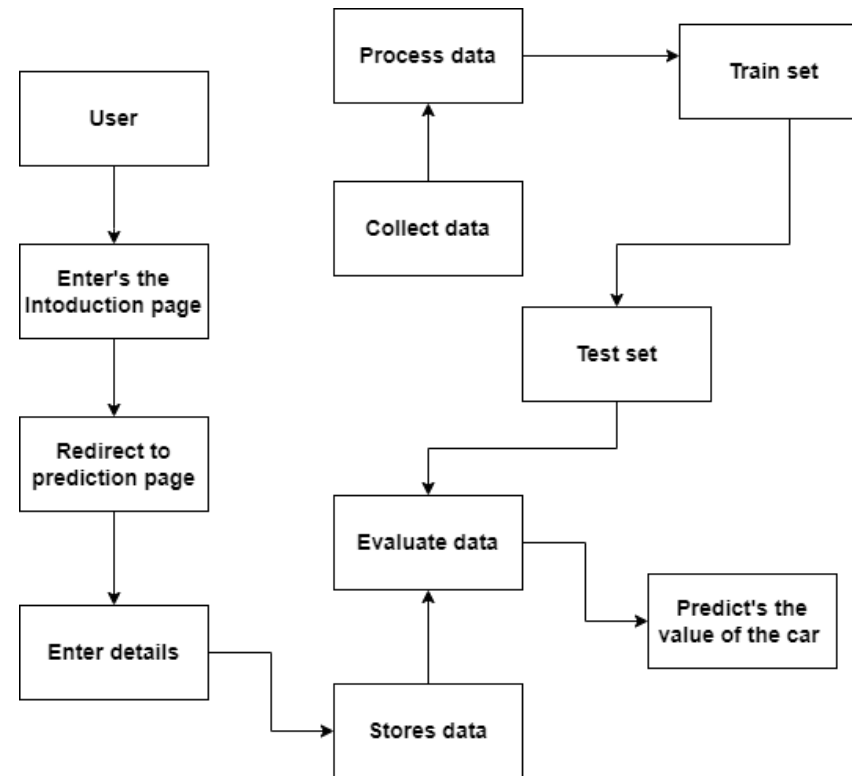 Process data
Train set
User
Collect data
Enter's the
Intoduction page
Test set
Redirect to
prediction page
Evaluate data
Predict's the
value of the car
Enter details
Stores data